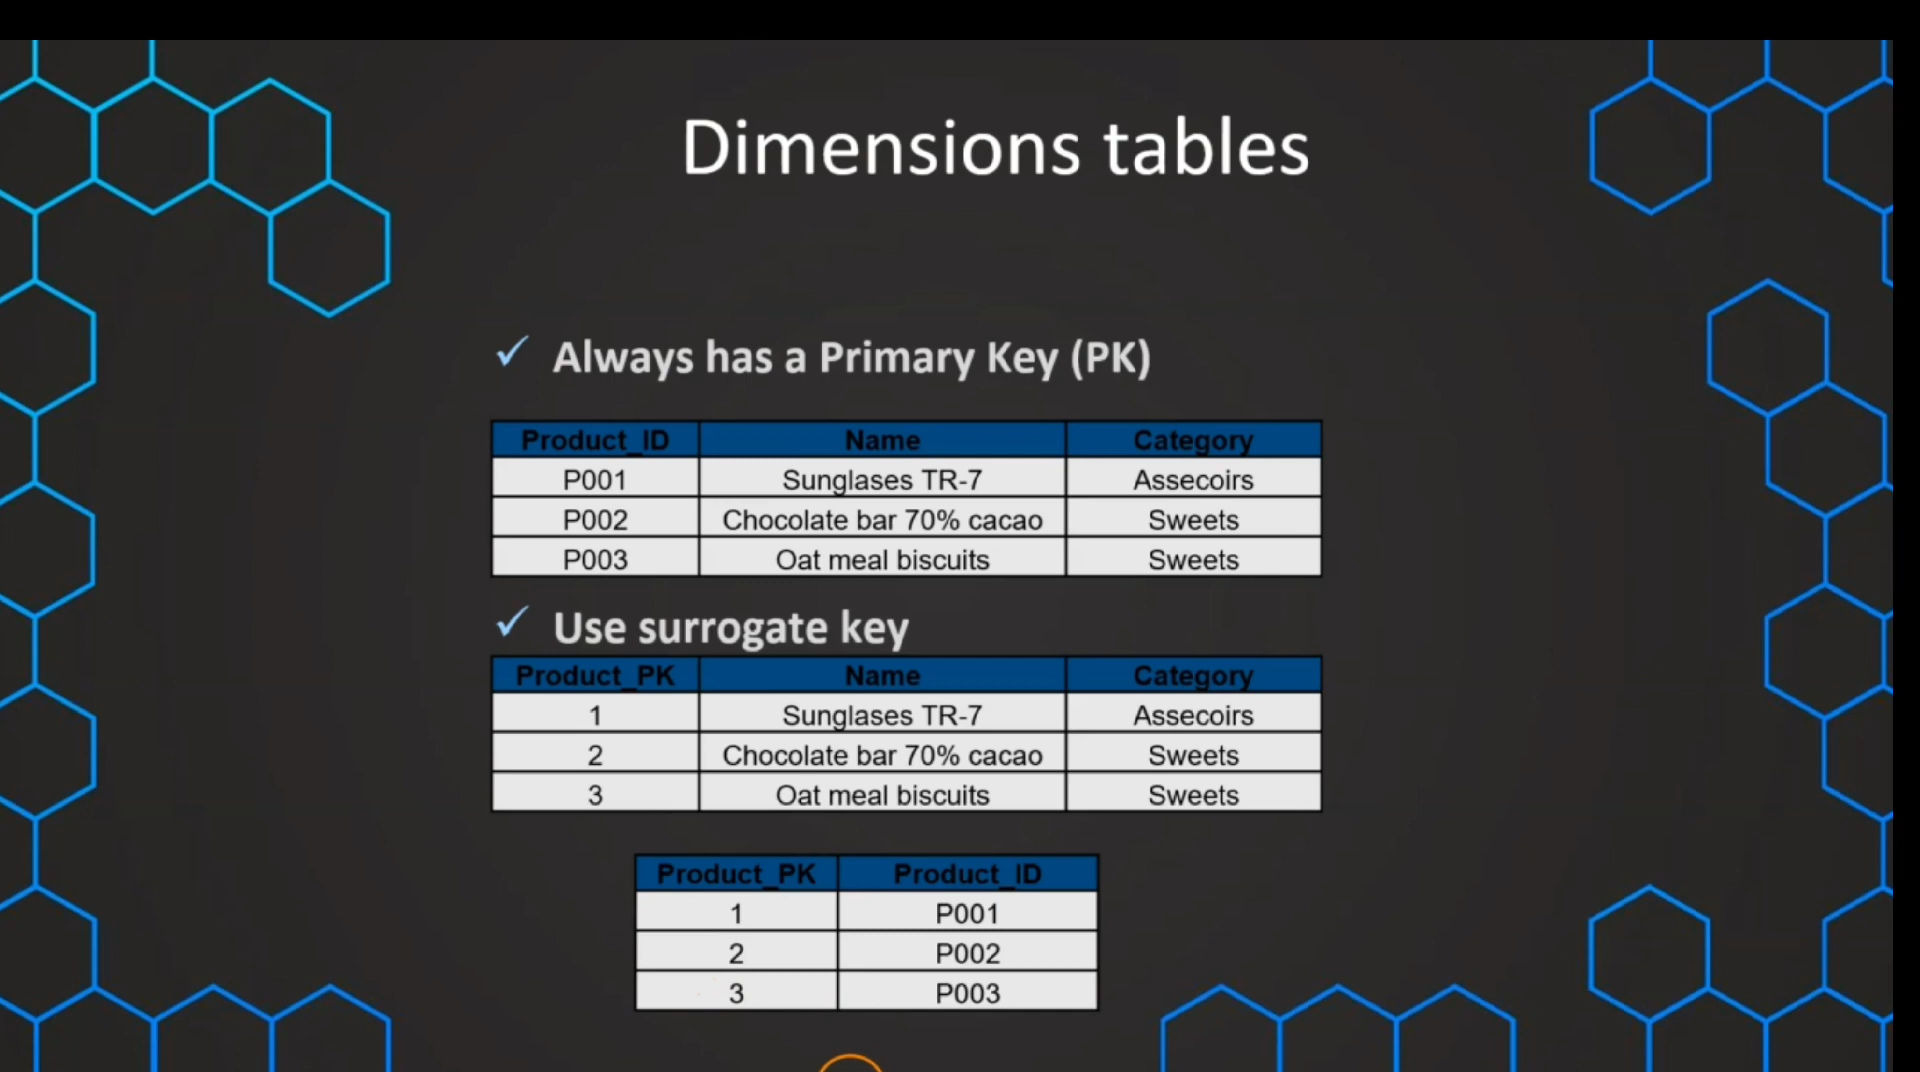 Dimensions tables
✓ Always has a Primary Key (PK)
Product_ID Name Category
P001 Sunglases TR-7 Assecoirs
P002 Chocolate bar 70% cacao Sweets
P003 Oat meal biscuits Sweets
✓ Use surrogate key
Product_PK Name Category
1 Sunglases TR-7 Assecoirs
2 Chocolate bar 70% cacao Sweets
3 Oat meal biscuits Sweets
Product_PK Product_ID
1 P001
2 P002
3 P003